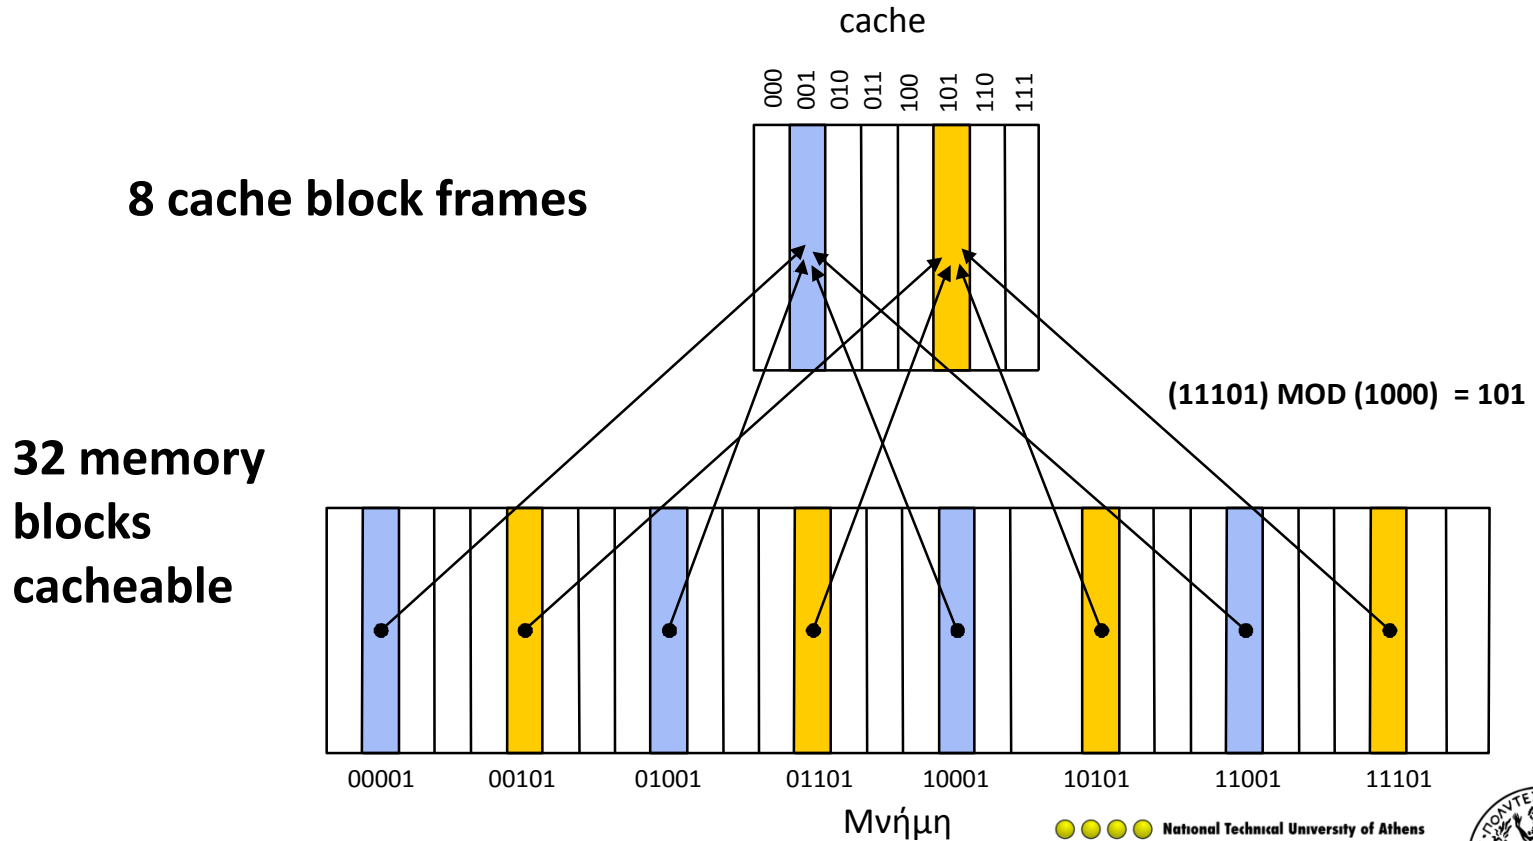 cache
000 001 010 011 100 101 110 111
8 cache block frames
(11101) MOD (1000) = 101
32 memory
blocks
cacheable
00001 00101 01001 01101 10001 10101 11001 11101
Μνήμη
National Technical University of Athens